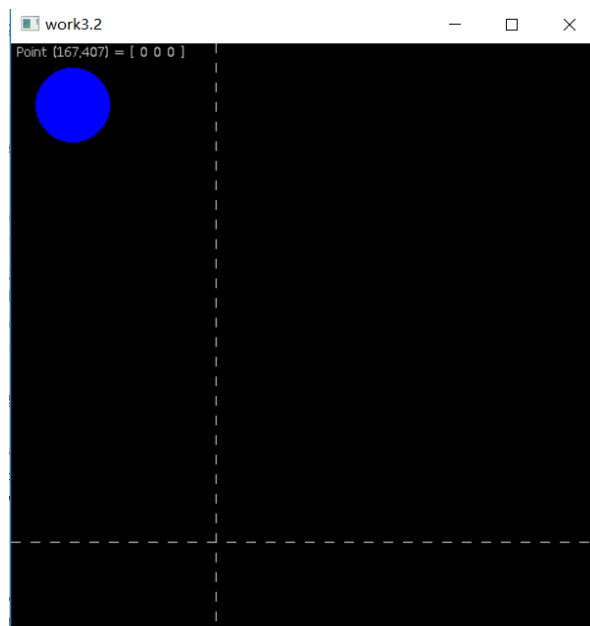 work3.2
Point (167,407) = [ 0 0 0 ]